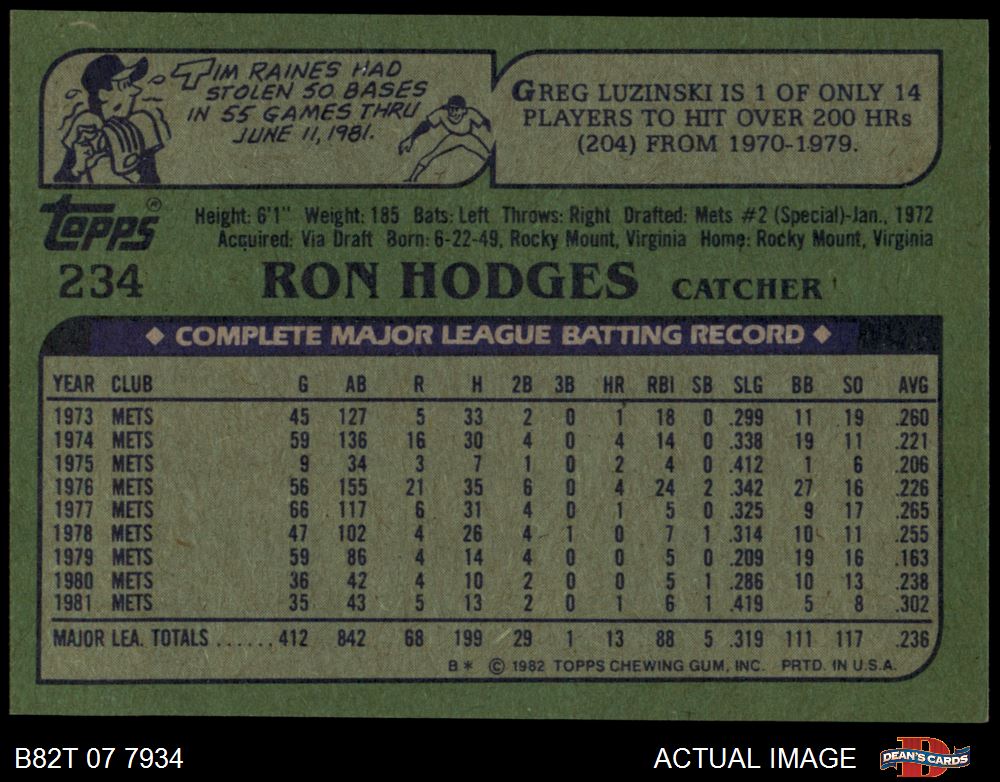 TIM RAINES HAD
STOLEN 50 BASES
IN 55 GAMES THRU
JUNE 11, 1981.
GREG LUZINSKI IS 1 OF ONLY 14
PLAYERS TO HIT OVER 200 HRs
(204) FROM 1970-1979.
topps®
Height: 6'1" Weight: 185 Bats: Left Throws: Right Drafted: Mets #2 (Special)-Jan., 1972
Acquired: Via Draft Born: 6-22-49, Rocky Mount, Virginia Home: Rocky Mount, Virginia
234 RON HODGES CATCHER
◆ COMPLETE MAJOR LEAGUE BATTING RECORD ◆
YEAR CLUB G AB R H 2B 3B HR RBI SB SLG BB SO AVG
1973 METS 45 127 5 33 2 0 1 18 0 .299 11 19 .260
1974 METS 59 136 16 30 4 0 4 14 0 .338 19 11 .221
1975 METS 9 34 3 7 1 0 2 4 0 .412 1 6 .206
1976 METS 56 155 21 35 6 0 4 24 2 .342 27 16 .226
1977 METS 66 117 6 31 4 0 1 5 0 .325 9 17 .265
1978 METS 47 102 4 26 4 1 0 7 1 .314 10 11 .255
1979 METS 59 86 4 14 4 0 0 5 0 .209 19 16 .163
1980 METS 36 42 4 10 2 0 0 5 1 .286 10 13 .238
1981 METS 35 43 5 13 2 0 1 6 1 .419 5 8 .302
MAJOR LEA. TOTALS ...... 412 842 68 199 29 1 13 88 5 .319 111 117 .236
B* © 1982 TOPPS CHEWING GUM, INC. PRTD. IN U.S.A.
B82T 07 7934
ACTUAL IMAGE
D
DEAN'S CARDS